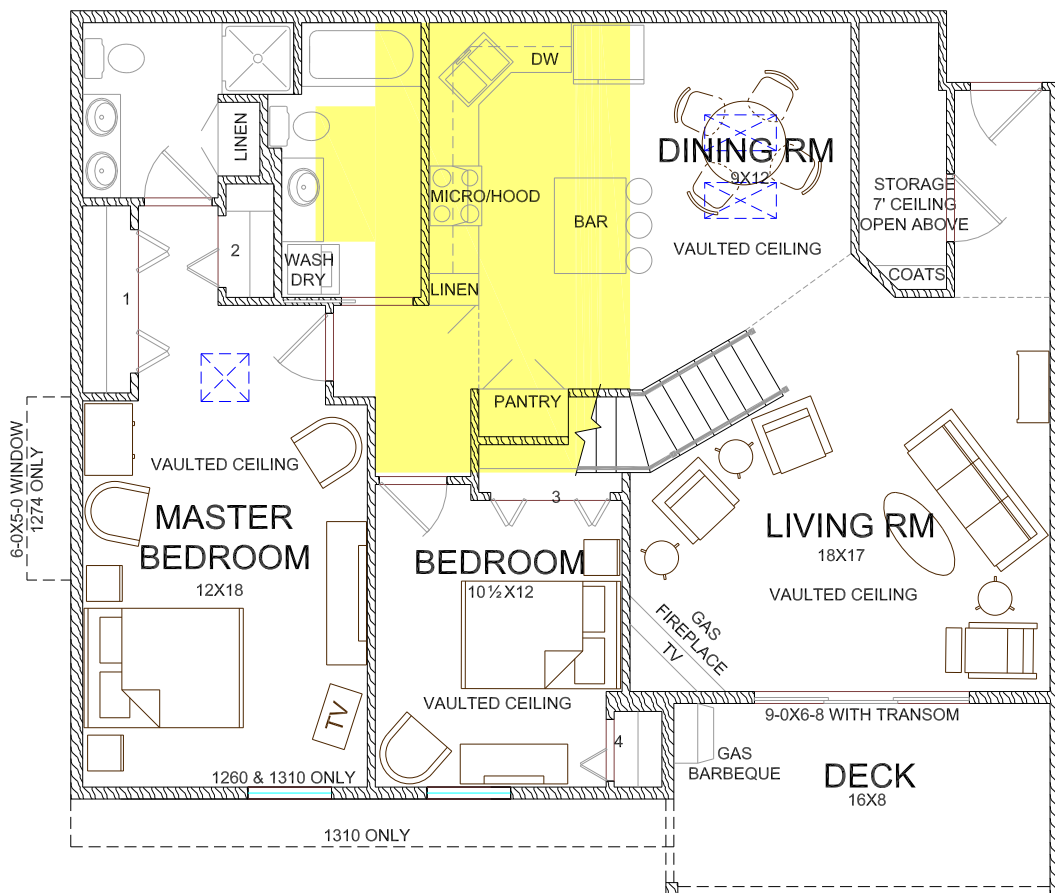 DW
LINEN
DINING RM
9X12
MICRO/HOOD
STORAGE
7' CEILING
OPEN ABOVE
BAR
VAULTED CEILING
2
WASH
DRY
COATS
LINEN
1
PANTRY
6-0X5-0 WINDOW
1274 ONLY
VAULTED CEILING
3
MASTER
BEDROOM
12X18
BEDROOM
10 ½X12
LIVING RM
18X17
VAULTED CEILING
GAS
FIREPLACE
TV
VAULTED CEILING
TV
9-0X6-8 WITH TRANSOM
4
GAS
BARBEQUE
DECK
16X8
1260 & 1310 ONLY
1310 ONLY